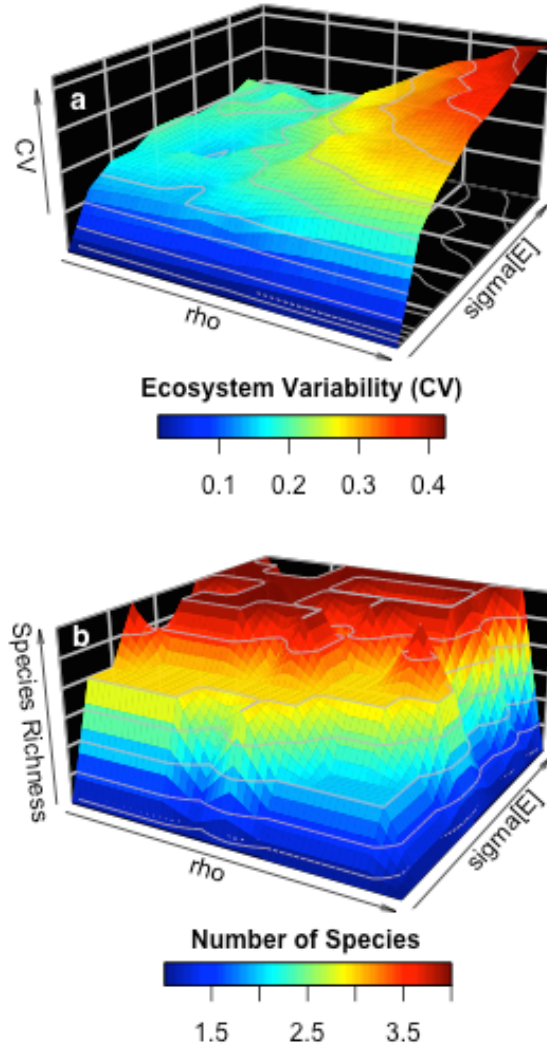 a
CV
rho
sigma[E]
Ecosystem Variability (CV)
0.1 0.2 0.3 0.4
b
Species Richness
rho
sigma[E]
Number of Species
1.5 2.5 3.5